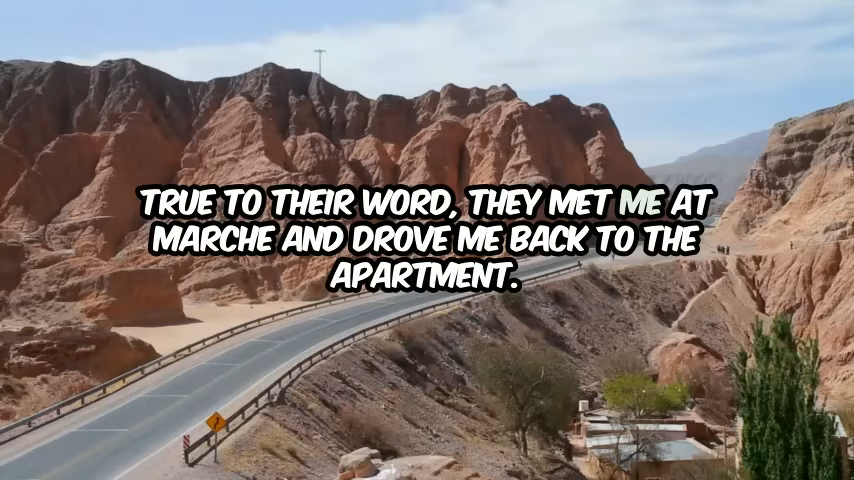 TRUE TO THEIR WORD, THEY MET ME AT
MARCHE AND DROVE ME BACK TO THE
APARTMENT.